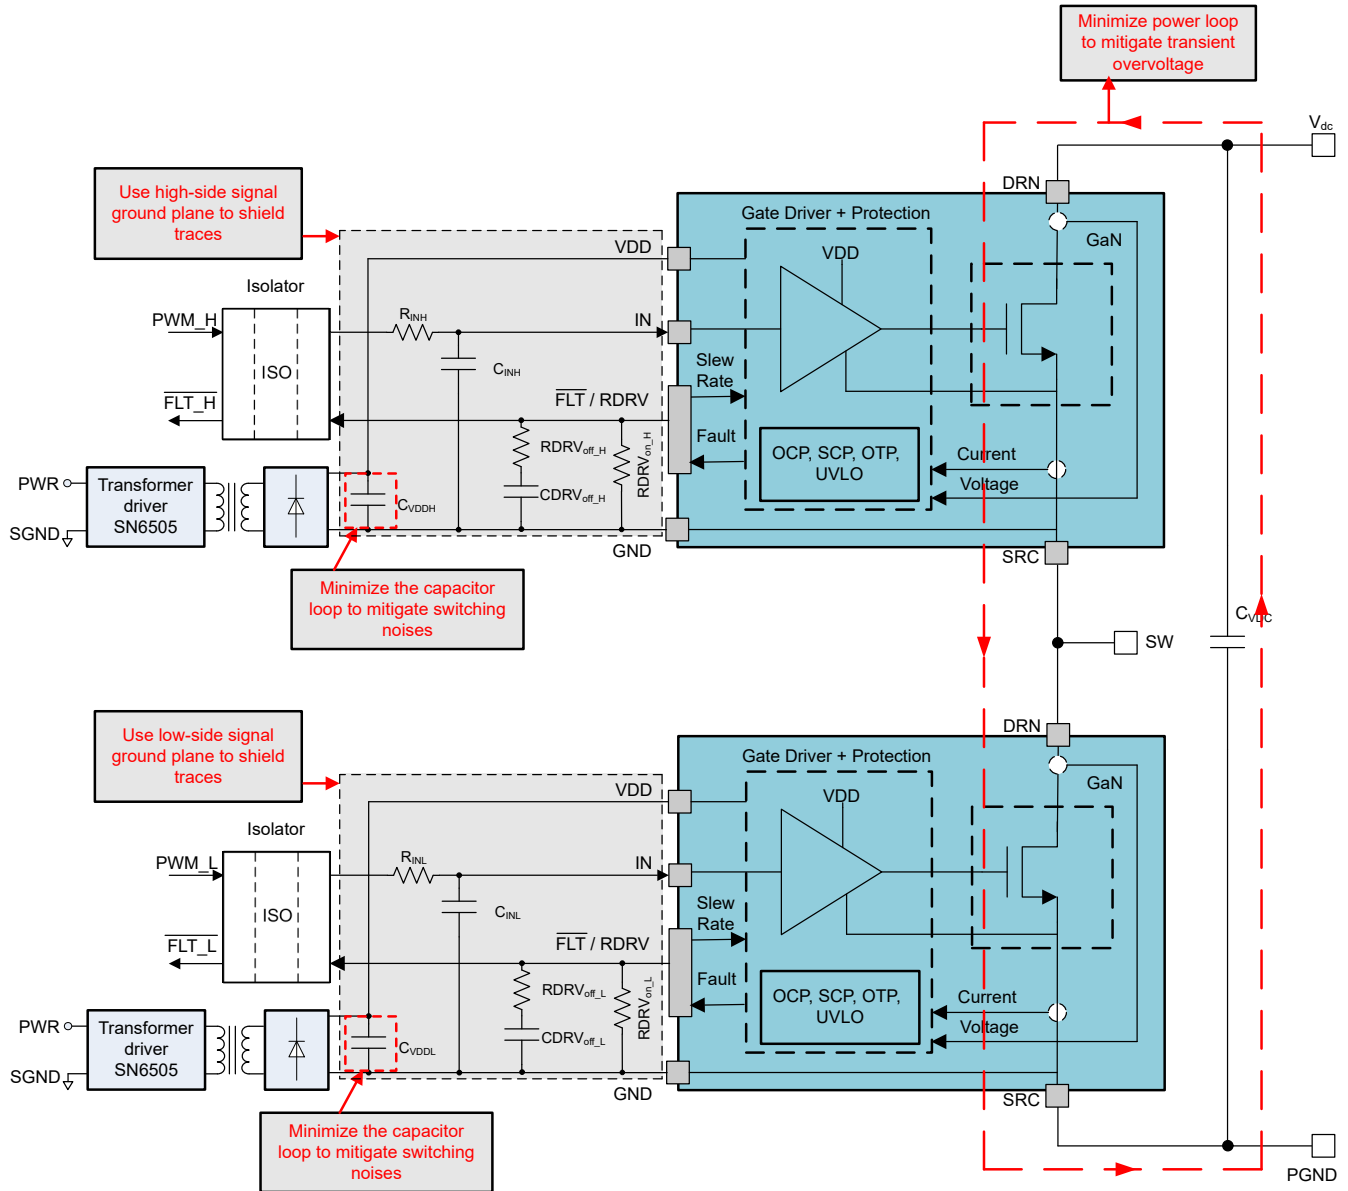 Minimize power loop
to mitigate transient
overvoltage
Vdc
Use high-side signal
ground plane to shield
traces
DRN
Gate Driver + Protection
GaN
VDD
VDD
Isolator
PWM_H
RINH
IN
ISO
CINH
Slew
Rate
FLT_H
FLT / RDRV
RDRVoff_H
RDRVon_H
Fault
OCP, SCP, OTP,
UVLO
Current
Voltage
PWR
Transformer
driver
SN6505
CVDDH
CDRVoff_H
SGND
GND
SRC
Minimize the capacitor
loop to mitigate switching
noises
CVDC
SW
Use low-side signal
ground plane to shield
traces
DRN
Gate Driver + Protection
GaN
VDD
VDD
Isolator
PWM_L
RINL
IN
ISO
CINL
Slew
Rate
FLT_L
FLT / RDRV
RDRVoff_L
RDRVon_L
Fault
OCP, SCP, OTP,
UVLO
Current
Voltage
PWR
Transformer
driver
SN6505
CVDDL
CDRVoff_L
SGND
GND
SRC
Minimize the capacitor
loop to mitigate switching
noises
PGND